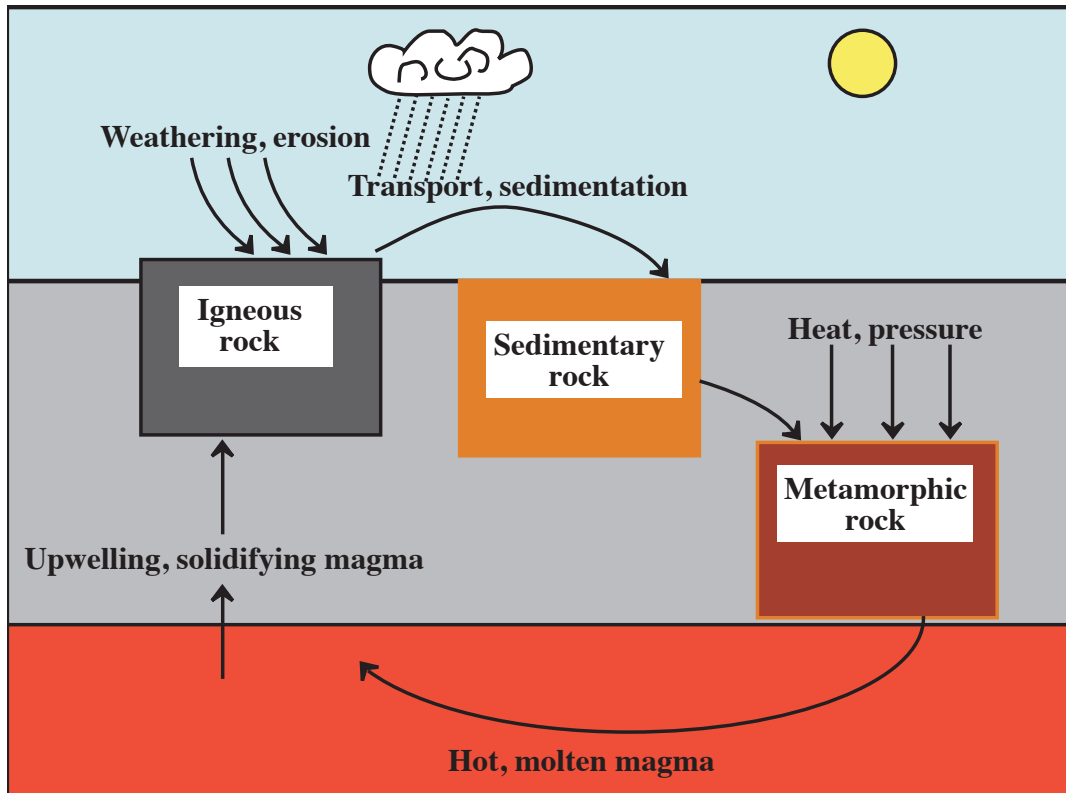 Weathering, erosion
Transport, sedimentation
Igneous
rock
Sedimentary
rock
Heat, pressure
Metamorphic
rock
Upwelling, solidifying magma
Hot, molten magma